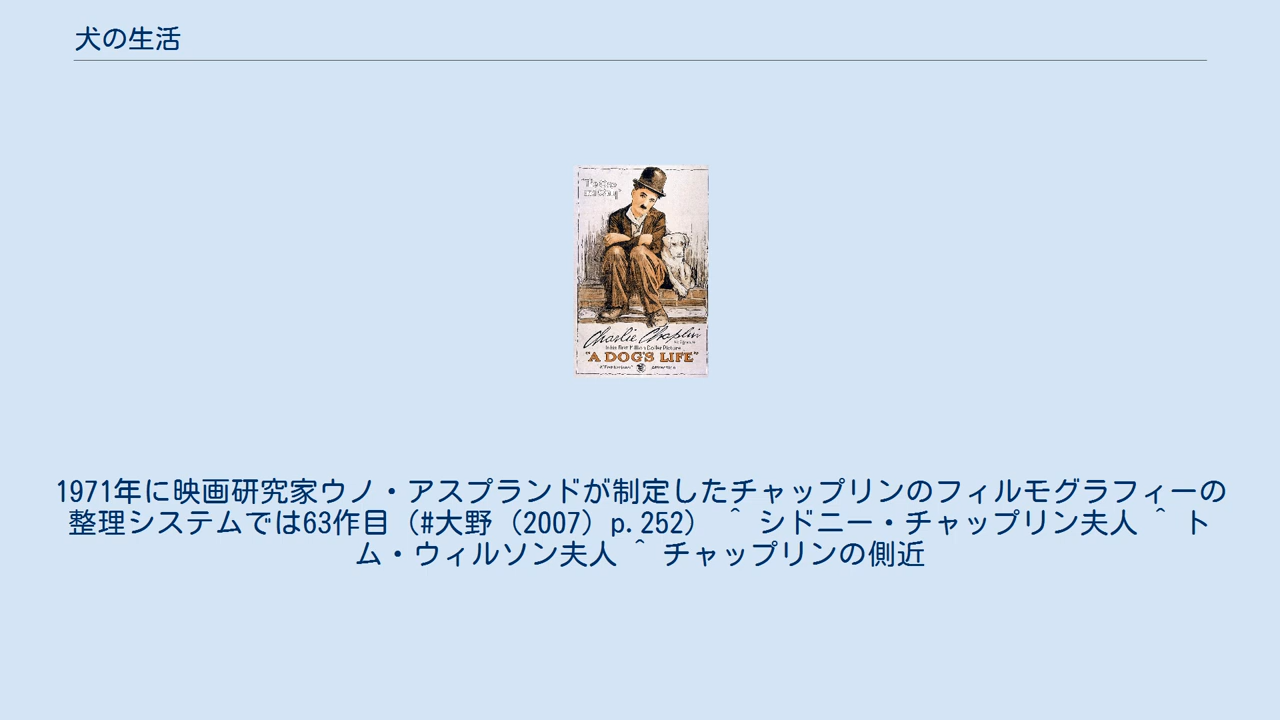 犬の生活
Charlie Chaplin
"A DOG'S LIFE"
1971年に映画研究家ウノ・アスプランドが制定したチャップリンのフィルモグラフィーの
整理システムでは63作目（#大野（2007）p.252） ^ シドニー・チャップリン夫人 ^ ト
ム・ウィルソン夫人 ^ チャップリンの側近